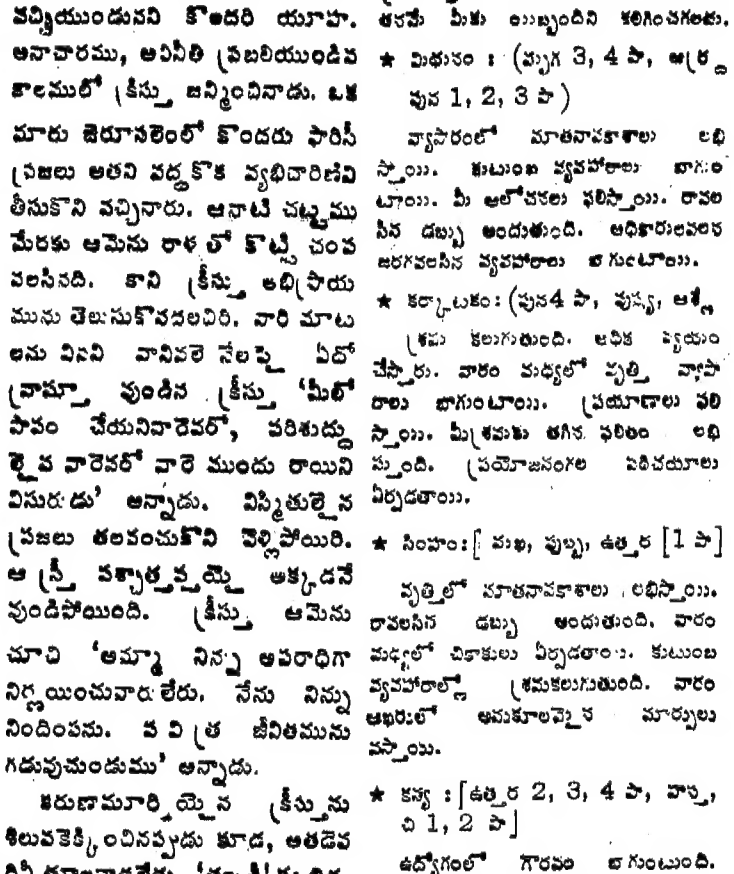 వచ్చియుండునని కొందరి యూహ.
అనాచారము, అవినీతి ప్రబలియుండిన
కాలములో క్రీస్తు జన్మించినాడు. ఒక
మారు జెరూసలెంలో కొందరు ఫారిసీ
ప్రజలు అతని వద్దకొక వ్యభిచారిణిని
తీసుకొని వచ్చినారు. ఆనాటి చట్టము
మేరకు ఆమెను రాళ్ళతో కొట్టి చంప
వలసినది. కాని క్రీస్తు అభిప్రాయ
మును తెలుసుకొనదలచిరి. వారి మాట
లను వినని వానివలె నేలపై ఏదో
వ్రాస్తూ వుండిన క్రీస్తు ‘మీలో
పాపం చేయనివారెవరో, పరిశుద్ధు
లైన వారెవరో వారె ముందు రాయిని
విసురుడు’ అన్నాడు. విస్మితులైన
ప్రజలు తలవంచుకొని వెళ్లిపోయిరి.
ఆ స్త్రీ పశ్చాత్తప్తయై అక్కడనే
వుండిపోయింది. క్రీస్తు ఆమెను
చూచి ‘అమ్మా నిన్ను అపరాధిగా
నిర్ణయించువారు లేరు. నేను నిన్ను
నిందింపను. పవిత్ర జీవితమును
గడువుచుండుము’ అన్నాడు.
కరుణామూర్తియైన క్రీస్తును
శిలువకెక్కించినప్పుడు కూడ, అతడెవ
తనమే మీకు యిబ్బందిని కలిగించగలదు.
★ మిథునం : (మృగ 3, 4 పా, ఆర్ద్ర
పున 1, 2, 3 పా)
వ్యాపారంలో నూతనావకాశాలు లభి
స్తాయి. కుటుంబ వ్యవహారాలు బాగుం
టాయి. మీ ఆలోచనలు ఫలిస్తాయి. రావల
సిన డబ్బు అందుతుంది. అధికారులవలన
జరగవలసిన వ్యవహారాలు బాగుంటాయి.
★ కర్కాటకం: (పున4 పా, పుష్య, ఆశ్లే
శ్రమ కలుగుతుంది. అధిక వ్యయం
చేస్తారు. వారం మధ్యలో వృత్తి వ్యాపా
రాలు బాగుంటాయి. ప్రయాణాలు ఫలి
స్తాయి. మీ శ్రమకు తగిన ఫలితం లభి
స్తుంది. ప్రయోజనంగల పరిచయాలు
ఏర్పడతాయి.
★ సింహం: [ మఖ, పుబ్బ, ఉత్తర [1 పా]
వృత్తిలో నూతనావకాశాలు లభిస్తాయి.
రావలసిన డబ్బు అందుతుంది. వారం
మధ్యలో చికాకులు ఏర్పడతాయి. కుటుంబ
వ్యవహారాల్లో శ్రమకలుగుతుంది. వారం
ఆఖరులో అనుకూలమైన మార్పులు
వస్తాయి.
★ కన్య : [ఉత్తర 2, 3, 4 పా, హస్త,
చి 1, 2 పా]
ఉద్యోగంలో గౌరవం బాగుంటుంది.